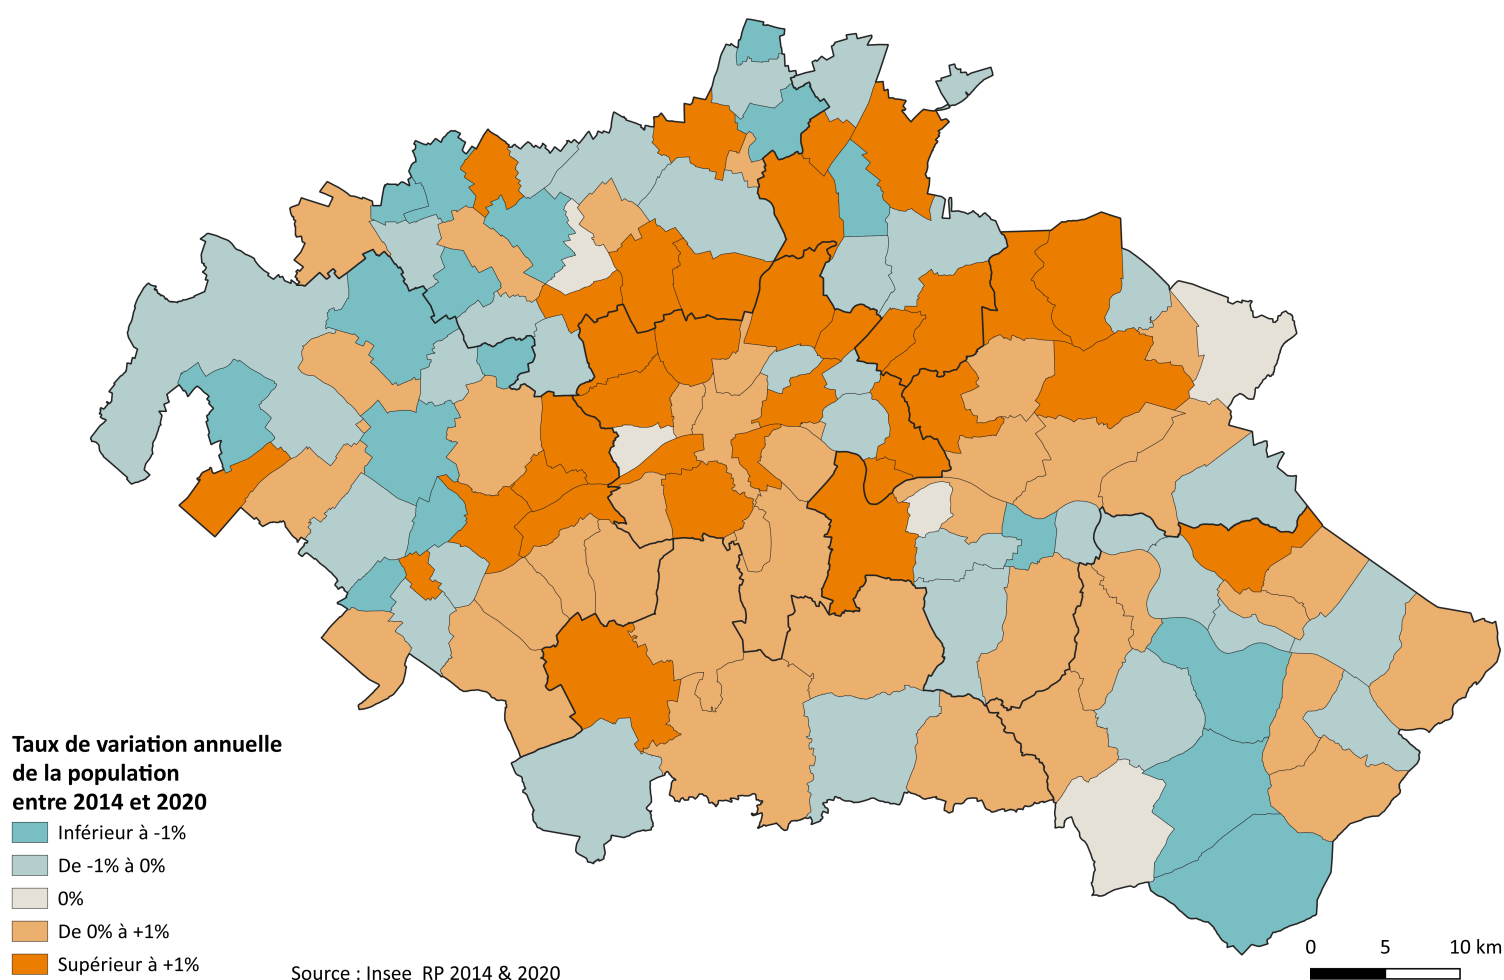 Taux de variation annuelle
de la population
entre 2014 et 2020
Inférieur à -1%
De -1% à 0%
0%
De 0% à +1%
Supérieur à +1%
Source : Insee RP 2014 & 2020
0 5 10 km